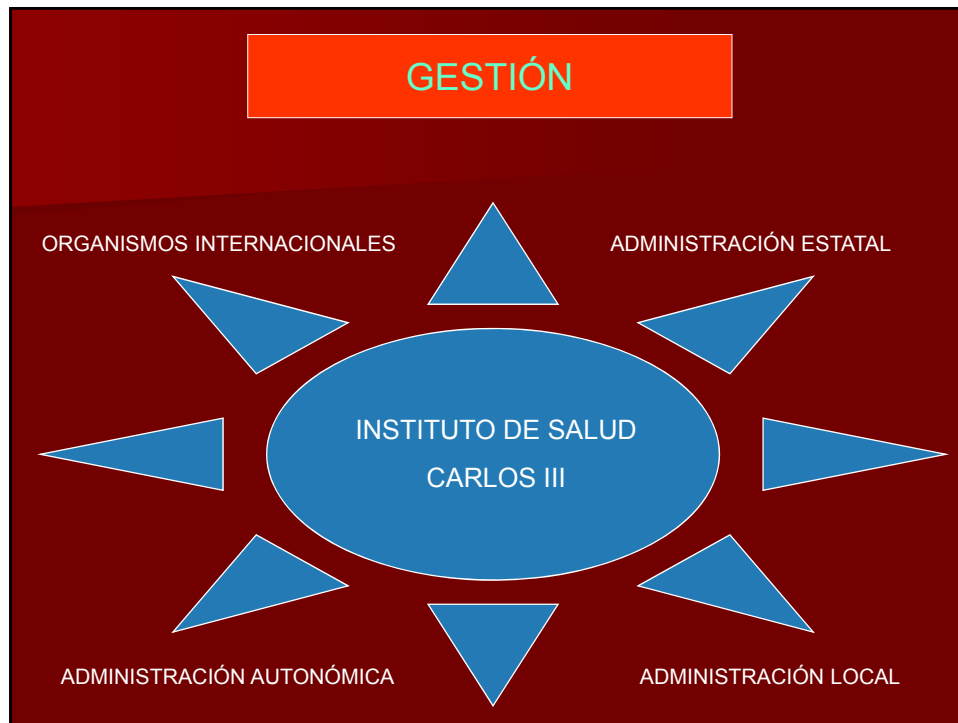 GESTIÓN
ORGANISMOS INTERNACIONALES
ADMINISTRACIÓN ESTATAL
INSTITUTO DE SALUD
CARLOS III
ADMINISTRACIÓN AUTONÓMICA
ADMINISTRACIÓN LOCAL